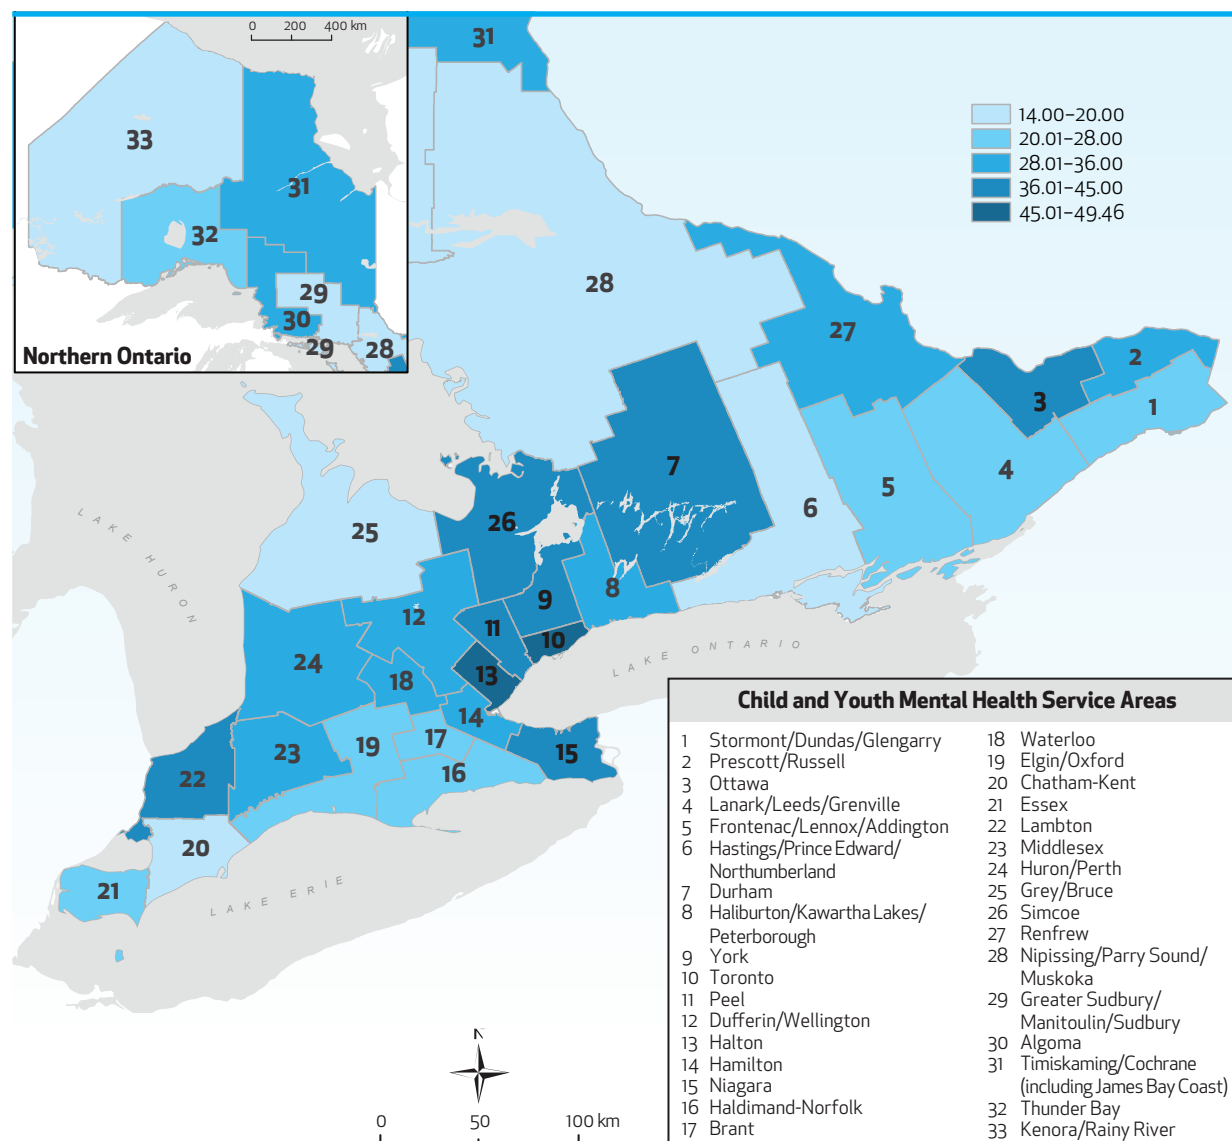 0 200 400 km
31
33
31
32
29
30
29
28
Northern Ontario
14.00–20.00
20.01–28.00
28.01–36.00
36.01–45.00
45.01–49.46
28
27
2
3
1
7
4
5
6
26
25
8
9
12
11
10
24
13
18
14
19
17
23
15
16
22
20
21
LAKE HURON
LAKE ONTARIO
LAKE ERIE
Child and Youth Mental Health Service Areas
1 Stormont/Dundas/Glengarry
2 Prescott/Russell
3 Ottawa
4 Lanark/Leeds/Grenville
5 Frontenac/Lennox/Addington
6 Hastings/Prince Edward/
Northumberland
7 Durham
8 Haliburton/Kawartha Lakes/
Peterborough
9 York
10 Toronto
11 Peel
12 Dufferin/Wellington
13 Halton
14 Hamilton
15 Niagara
16 Haldimand-Norfolk
17 Brant
18 Waterloo
19 Elgin/Oxford
20 Chatham-Kent
21 Essex
22 Lambton
23 Middlesex
24 Huron/Perth
25 Grey/Bruce
26 Simcoe
27 Renfrew
28 Nipissing/Parry Sound/
Muskoka
29 Greater Sudbury/
Manitoulin/Sudbury
30 Algoma
31 Timiskaming/Cochrane
(including James Bay Coast)
32 Thunder Bay
33 Kenora/Rainy River
N
0 50 100 km